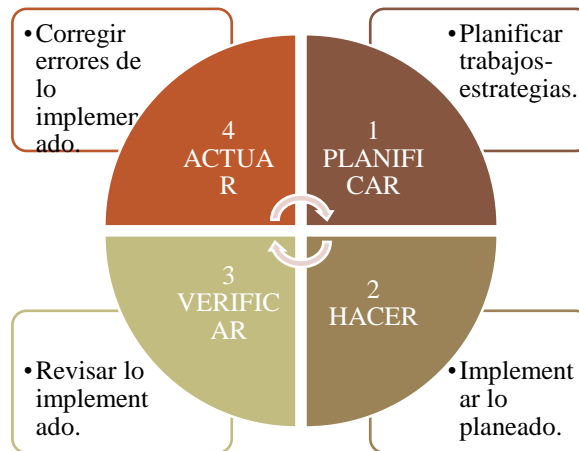 •Corregir
errores de
lo
implemer
ado.
4
ACTUA
R
•Planificar
trabajos-
estrategias.
1
PLANIFI
CAR
3
VERIFIC
AR
2
HACER
•Revisar lo
implement
ado.
•Implement
ar lo
planeado.